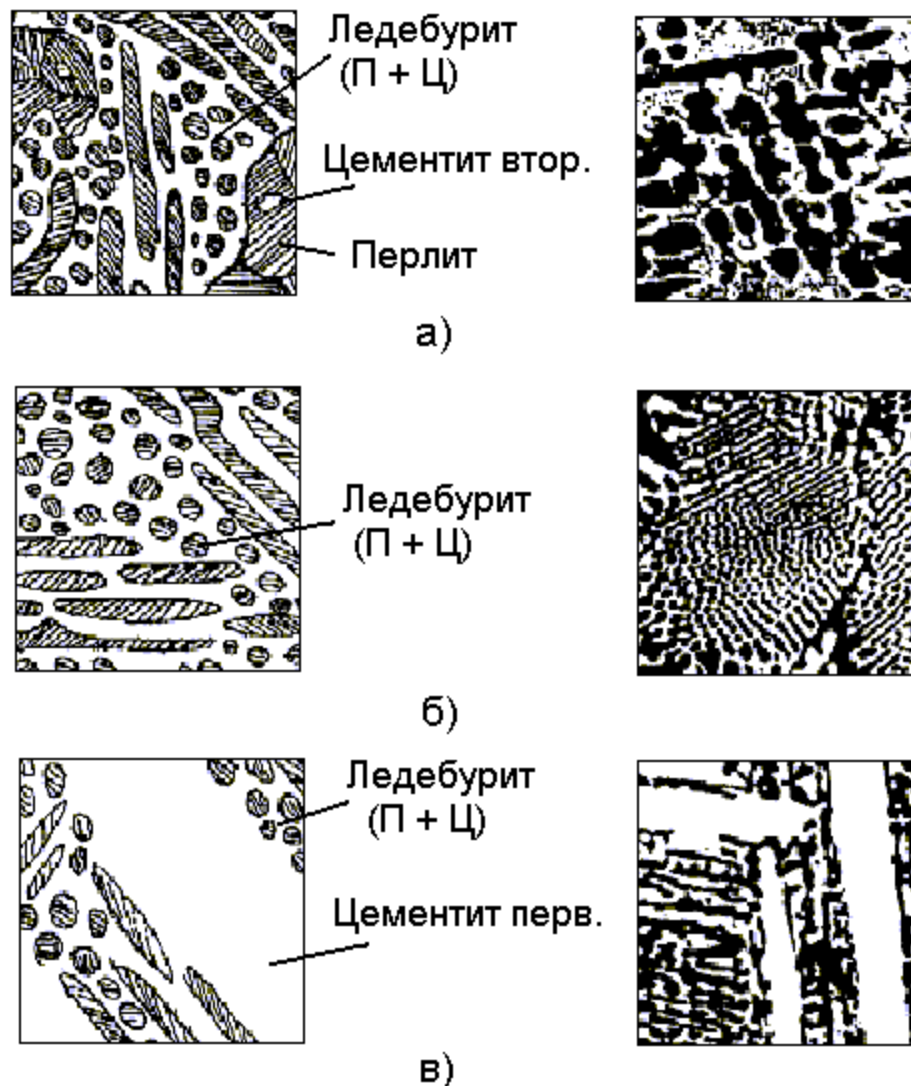 Ледебурит
(П + Ц)
Цементит втор.
Перлит
а)
Ледебурит
(П + Ц)
б)
Ледебурит
(П + Ц)
Цементит перв.
в)